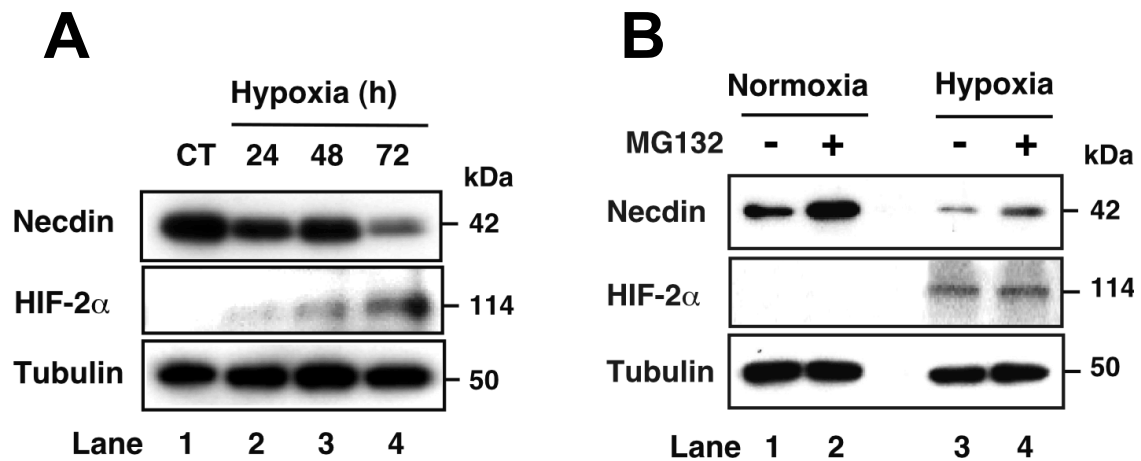 A
Hypoxia (h)
CT 24 48 72
kDa
Necdin 42
HIF-2α 114
Tubulin 50
Lane 1 2 3 4
B
Normoxia Hypoxia
MG132 - + - +
kDa
Necdin 42
HIF-2α 114
Tubulin 50
Lane 1 2 3 4